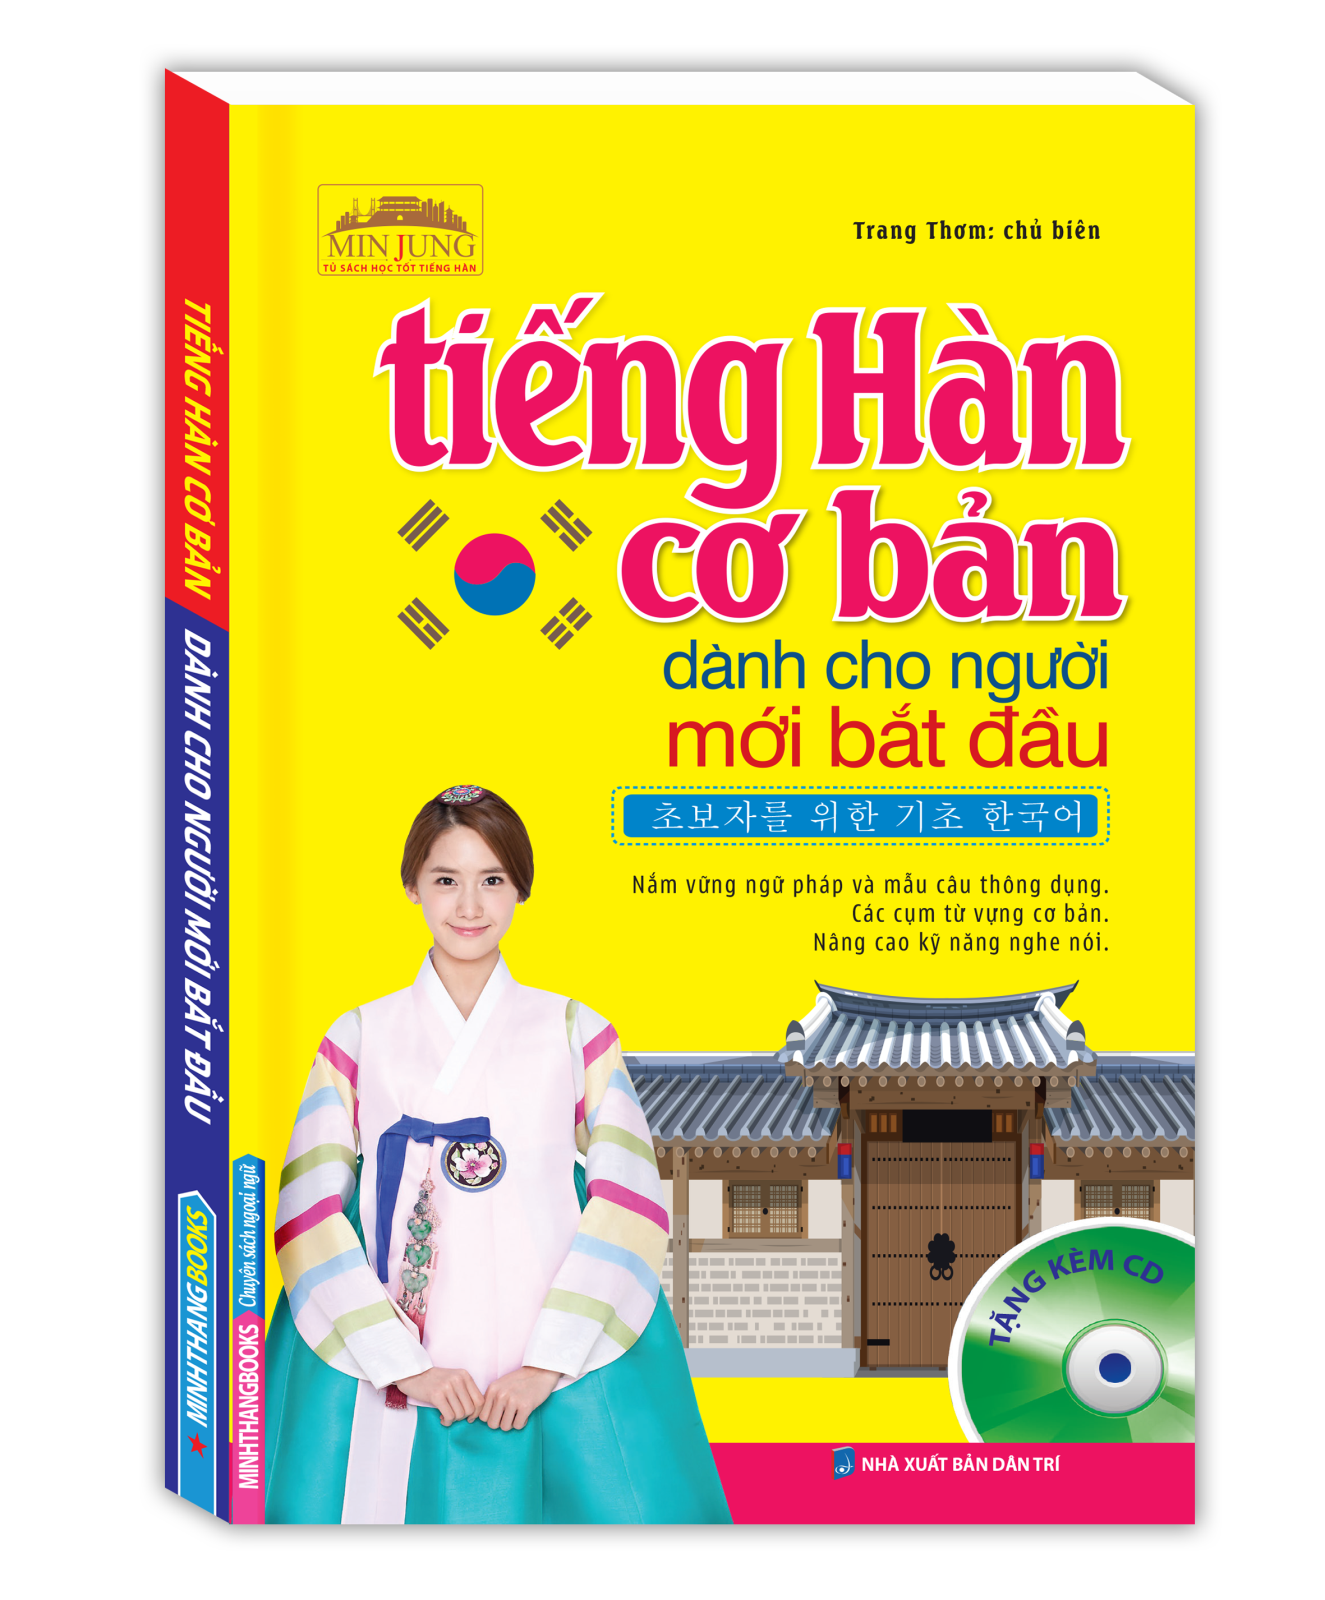 MIN JUNG
TỦ SÁCH HỌC TỐT TIẾNG HÀN
Trang Thơm: chủ biên
tiếng Hàn
cơ bản
dành cho người
mới bắt đầu
초보자를 위한 기초 한국어
Nắm vững ngữ pháp và mẫu câu thông dụng.
Các cụm từ vựng cơ bản.
Nâng cao kỹ năng nghe nói.
TẶNG KÈM CD
NHÀ XUẤT BẢN DÂN TRÍ
TIẾNG HÀN CƠ BẢN DÀNH CHO NGƯỜI MỚI BẮT ĐẦU
MINHTHANGBOOKS
MINHTHANGBOOKS Chuyên sách ngoại ngữ